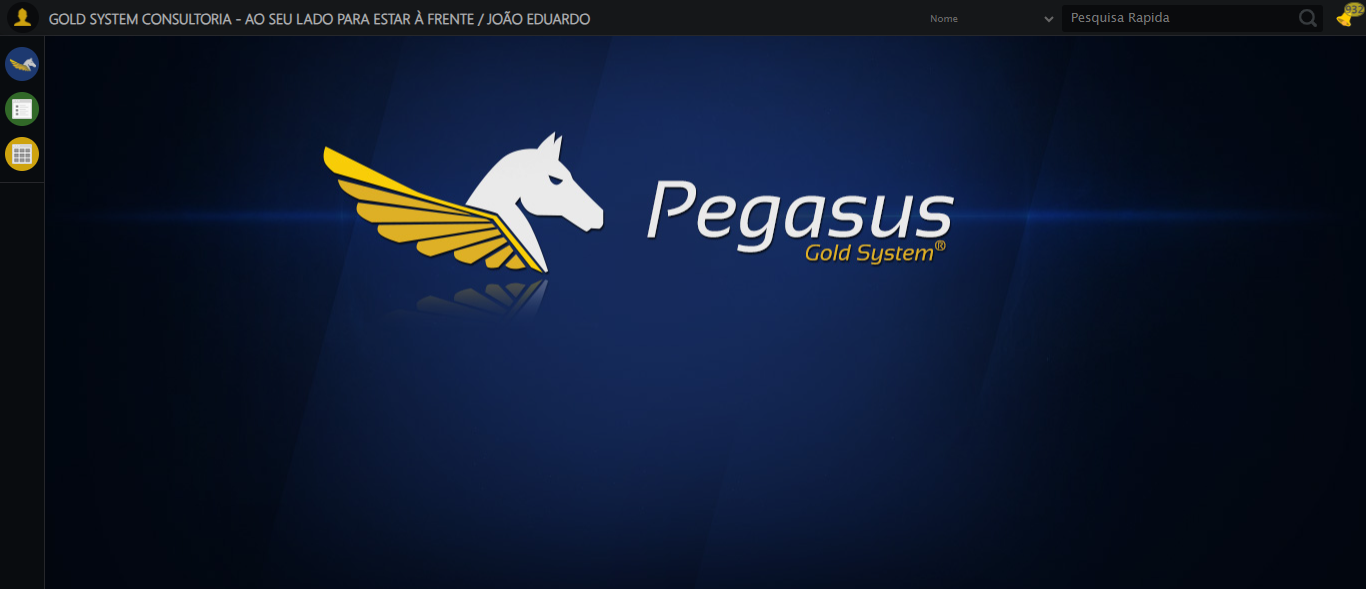 GOLD SYSTEM CONSULTORIA - AO SEU LADO PARA ESTAR À FRENTE / JOÃO EDUARDO
Nome
Pesquisa Rapida
932
Pegasus
Gold System®